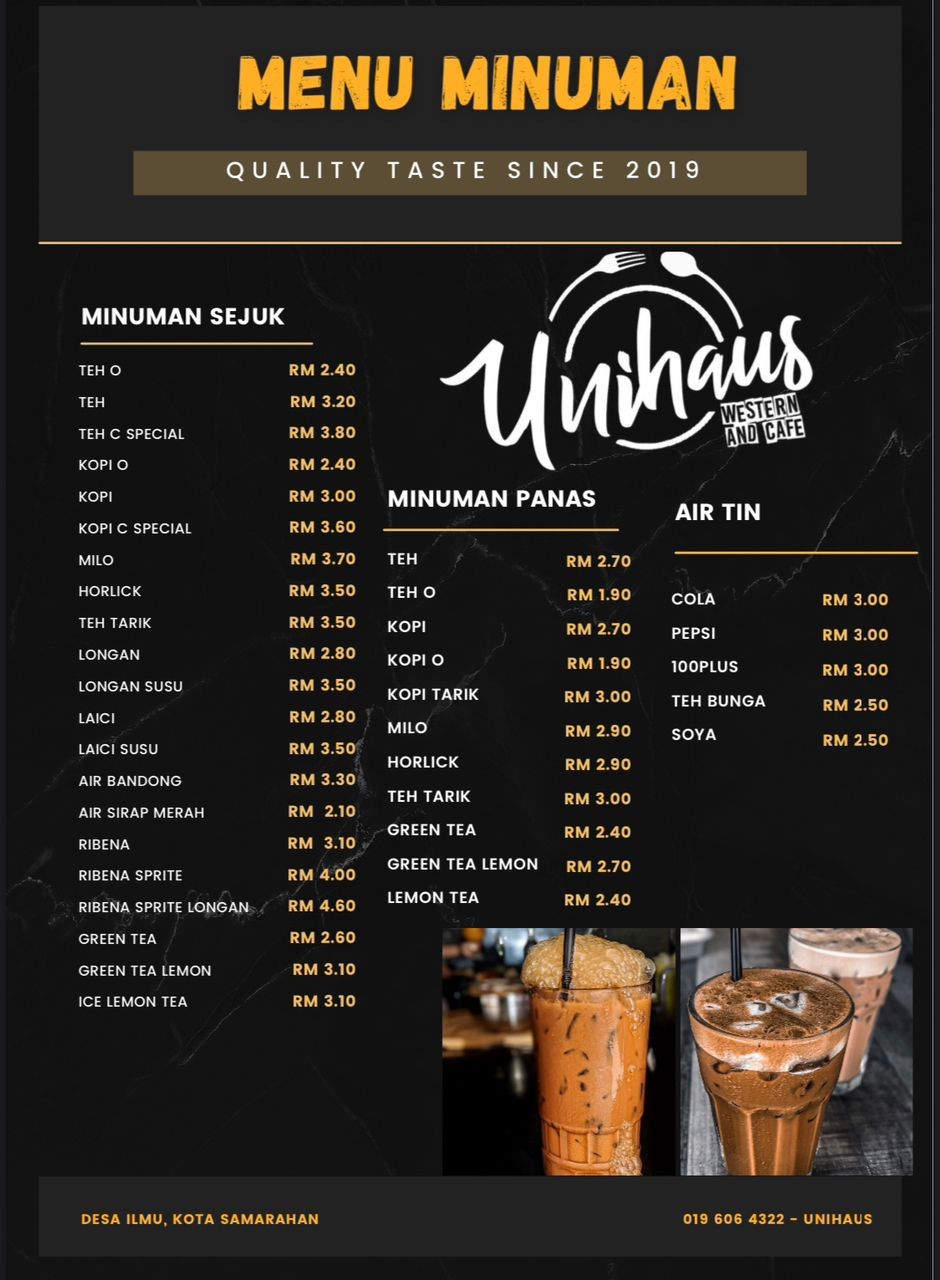 MENU MINUMAN
QUALITY TASTE SINCE 2019
Unihaus
WESTERN
AND CAFE
MINUMAN SEJUK
TEH O RM 2.40
TEH RM 3.20
TEH C SPECIAL RM 3.80
KOPI O RM 2.40
KOPI RM 3.00
KOPI C SPECIAL RM 3.60
MILO RM 3.70
HORLICK RM 3.50
TEH TARIK RM 3.50
LONGAN RM 2.80
LONGAN SUSU RM 3.50
LAICI RM 2.80
LAICI SUSU RM 3.50
AIR BANDONG RM 3.30
AIR SIRAP MERAH RM 2.10
RIBENA RM 3.10
RIBENA SPRITE RM 4.00
RIBENA SPRITE LONGAN RM 4.60
GREEN TEA RM 2.60
GREEN TEA LEMON RM 3.10
ICE LEMON TEA RM 3.10
MINUMAN PANAS
TEH RM 2.70
TEH O RM 1.90
KOPI RM 2.70
KOPI O RM 1.90
KOPI TARIK RM 3.00
MILO RM 2.90
HORLICK RM 2.90
TEH TARIK RM 3.00
GREEN TEA RM 2.40
GREEN TEA LEMON RM 2.70
LEMON TEA RM 2.40
AIR TIN
COLA RM 3.00
PEPSI RM 3.00
100PLUS RM 3.00
TEH BUNGA RM 2.50
SOYA RM 2.50
DESA ILMU, KOTA SAMARAHAN
019 606 4322 - UNIHAUS